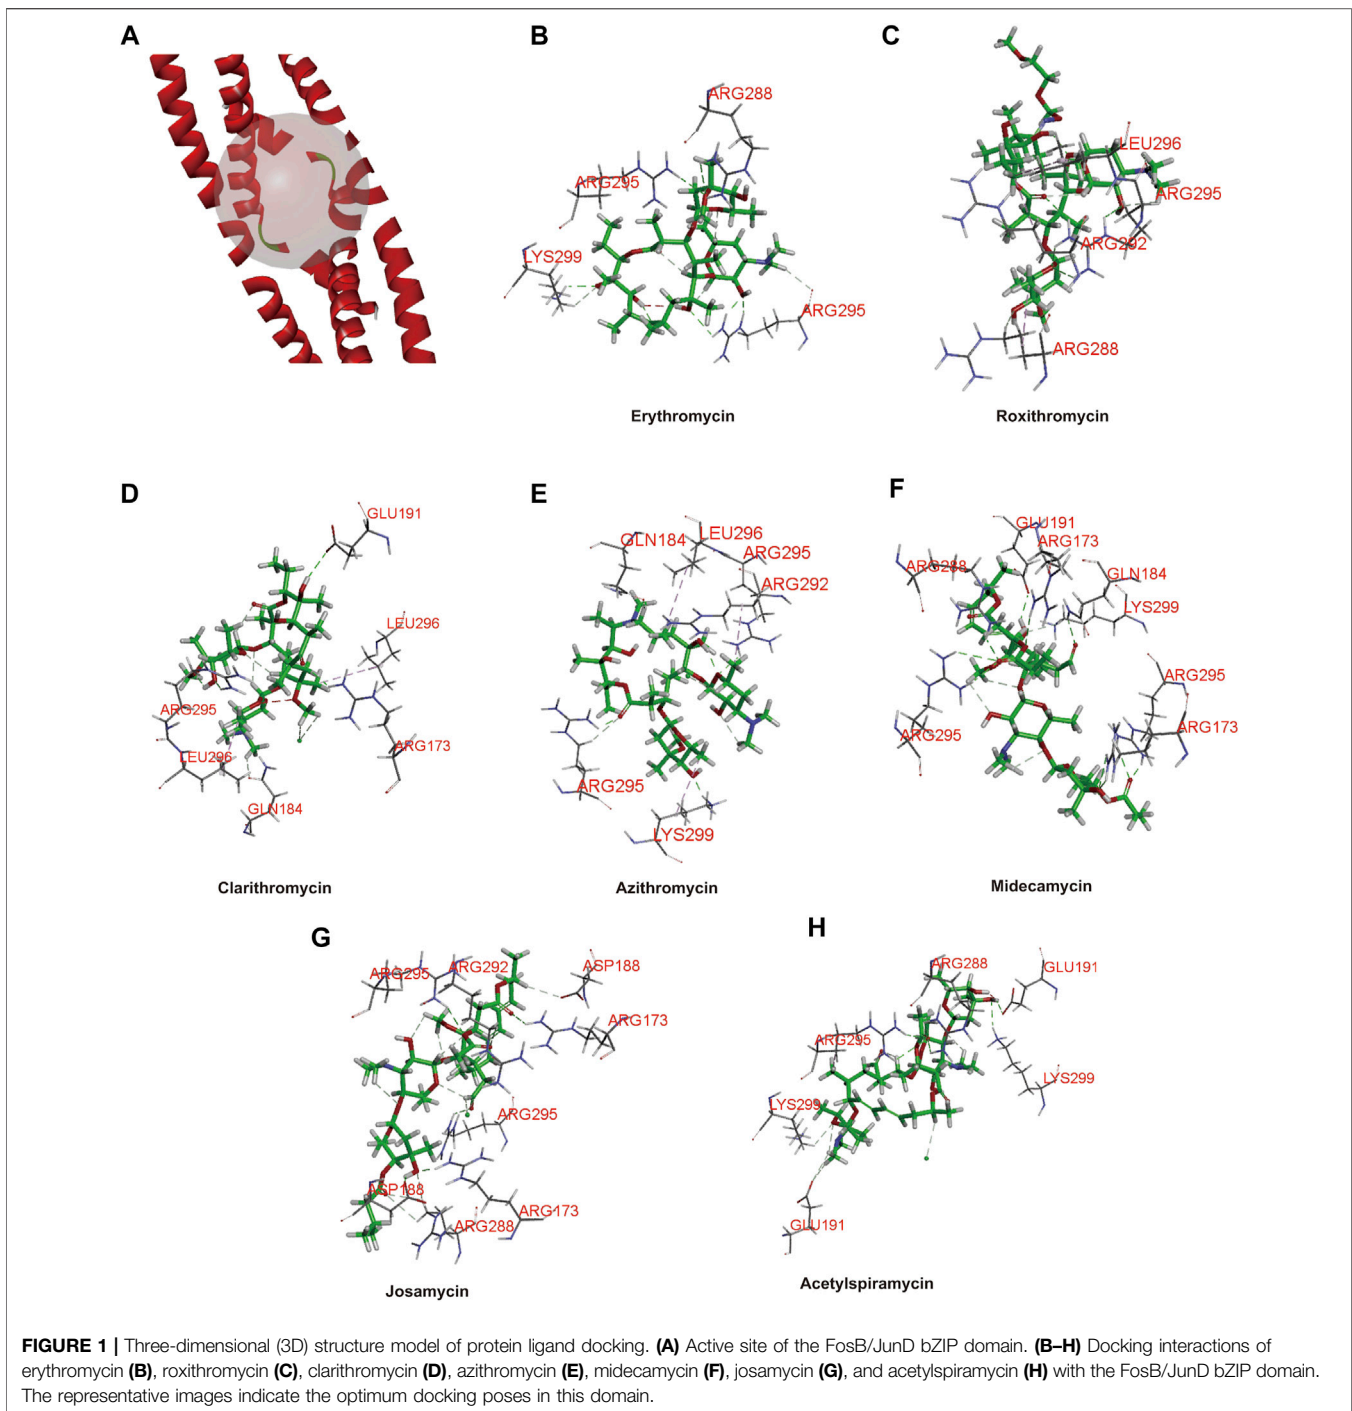 A
B
C
ARG288
ARG295
LYS299
ARG295
Erythromycin
LEU296
ARG295
ARG292
ARG288
Roxithromycin
D
E
F
GLU191
LEU296
ARG295
LEU296
ARG173
GLN184
Clarithromycin
GLN184
LEU296
ARG295
ARG292
ARG295
LYS299
Azithromycin
GLU191
ARG173
ARG288
GLN184
LYS299
ARG295
ARG295
ARG173
Midecamycin
G
H
ARG295
ARG292
ASP188
ARG173
ARG295
ASP188
ARG288
ARG173
Josamycin
ARG288
GLU191
ARG295
LYS299
LYS299
GLU191
Acetylspiramycin
FIGURE 1 | Three-dimensional (3D) structure model of protein ligand docking. (A) Active site of the FosB/JunD bZIP domain. (B–H) Docking interactions of
erythromycin (B), roxithromycin (C), clarithromycin (D), azithromycin (E), midecamycin (F), josamycin (G), and acetylspiramycin (H) with the FosB/JunD bZIP domain.
The representative images indicate the optimum docking poses in this domain.